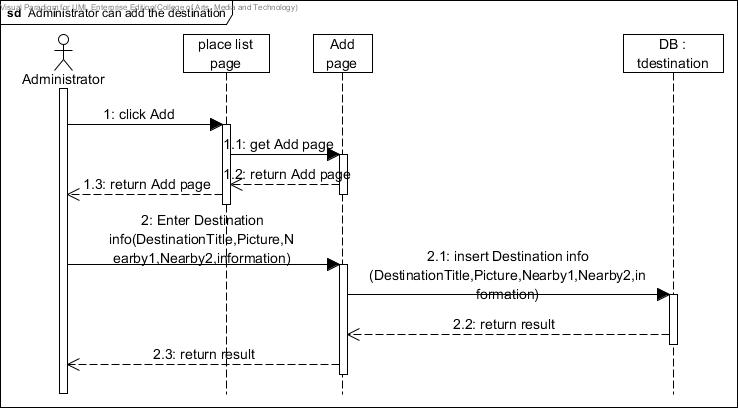 Visual Paradigm for UML Enterprise Edition(College of Arts, Media and Technology)
sd Administrator can add the destination
place list
page
Add
page
DB :
tdestination
Administrator
1: click Add
1.1: get Add page
1.2: return Add page
1.3: return Add page
2: Enter Destination
info(DestinationTitle,Picture,N
earby1,Nearby2,information)
2.1: insert Destination info
(DestinationTitle,Picture,Nearby1,Nearby2,in
formation)
2.2: return result
2.3: return result